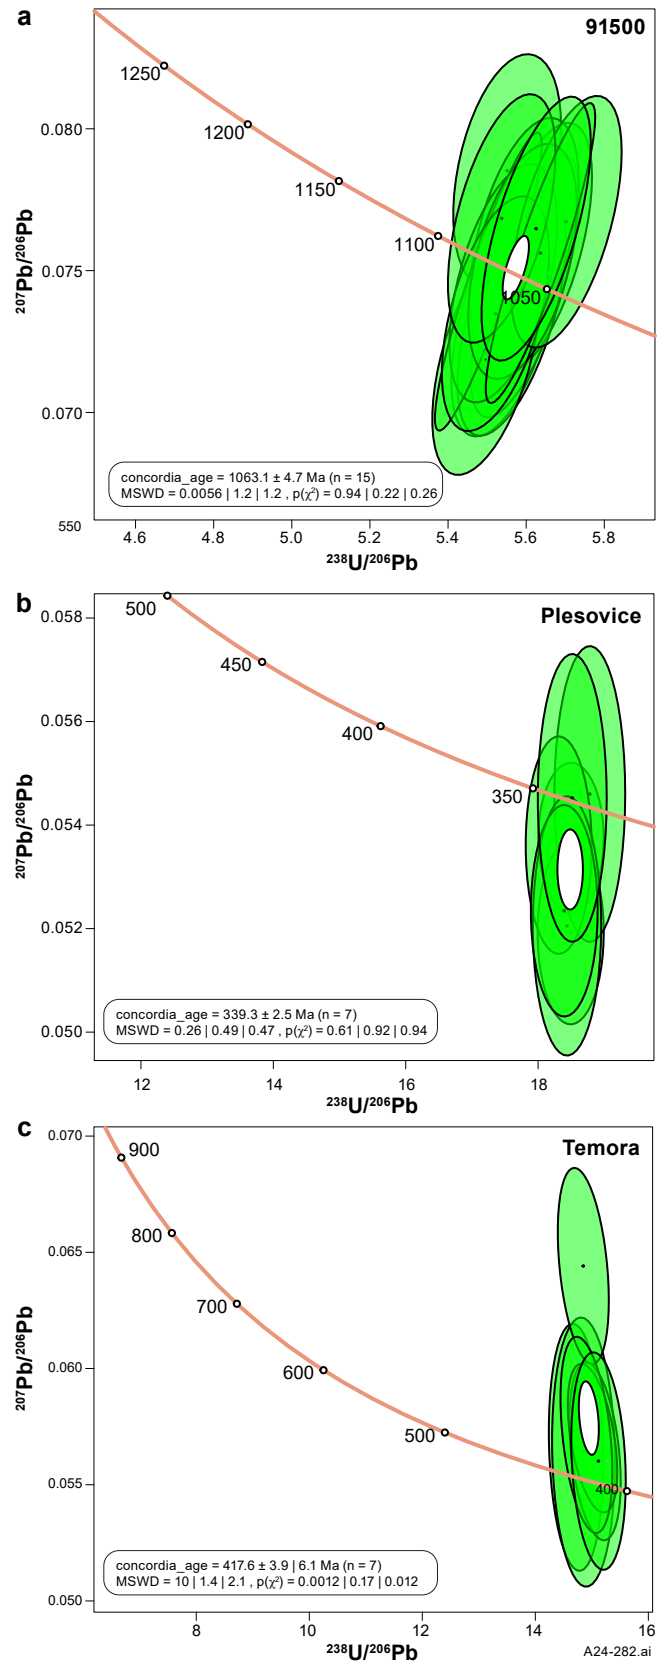 a
91500
1250
1200
1150
1100
1050
0.080
0.075
0.070
550
²⁰⁷Pb/²⁰⁶Pb
concordia_age = 1063.1 ± 4.7 Ma (n = 15)
MSWD = 0.0056 | 1.2 | 1.2 , p(χ²) = 0.94 | 0.22 | 0.26
4.6 4.8 5.0 5.2 5.4 5.6 5.8
²³⁸U/²⁰⁶Pb
b
Plesovice
500
450
400
350
0.058
0.056
0.054
0.052
0.050
²⁰⁷Pb/²⁰⁶Pb
concordia_age = 339.3 ± 2.5 Ma (n = 7)
MSWD = 0.26 | 0.49 | 0.47 , p(χ²) = 0.61 | 0.92 | 0.94
12 14 16 18
²³⁸U/²⁰⁶Pb
c
Temora
900
800
700
600
500
400
0.070
0.065
0.060
0.055
0.050
²⁰⁷Pb/²⁰⁶Pb
concordia_age = 417.6 ± 3.9 | 6.1 Ma (n = 7)
MSWD = 10 | 1.4 | 2.1 , p(χ²) = 0.0012 | 0.17 | 0.012
8 10 12 14 16
²³⁸U/²⁰⁶Pb
A24-282.ai